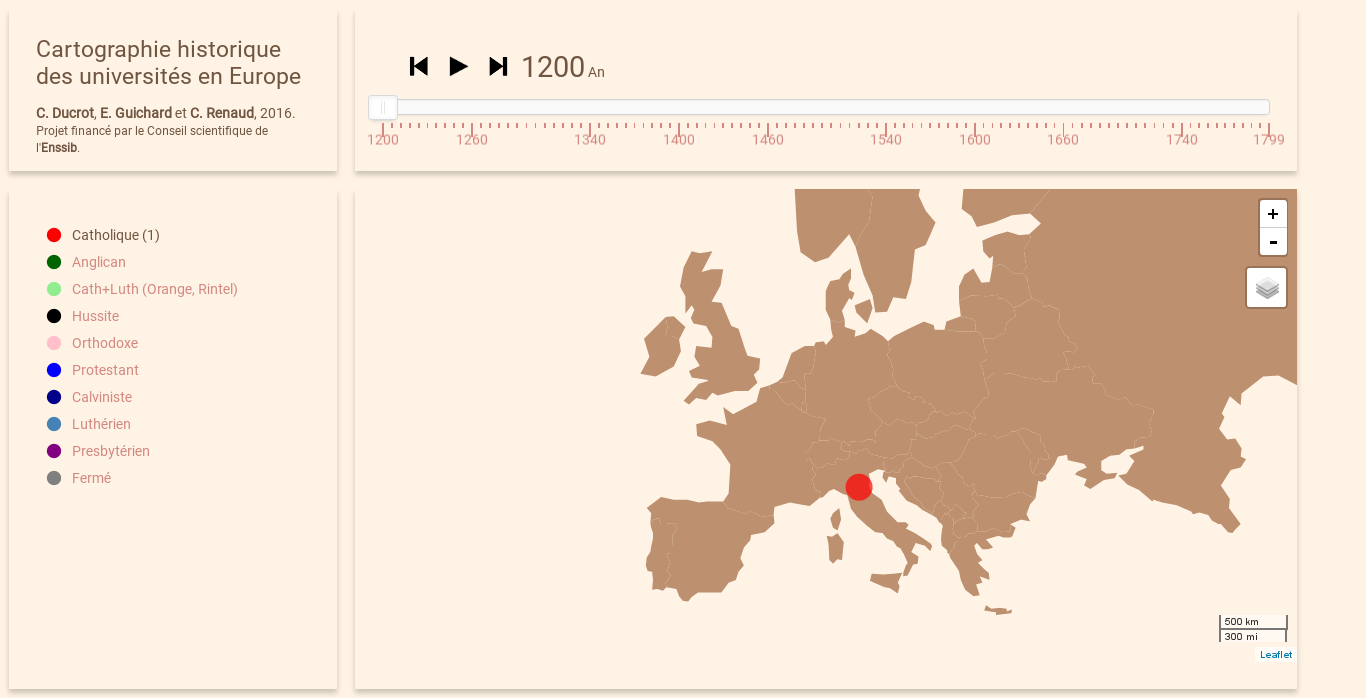 Cartographie historique
des universités en Europe
C. Ducrot, E. Guichard et C. Renaud, 2016.
Projet financé par le Conseil scientifique de
l'Enssib.
1200 An
1200 1260 1340 1400 1460 1540 1600 1660 1740 1799
Catholique (1)
Anglican
Cath+Luth (Orange, Rintel)
Hussite
Orthodoxe
Protestant
Calviniste
Luthérien
Presbytérien
Fermé
+
-
500 km
300 mi
Leaflet